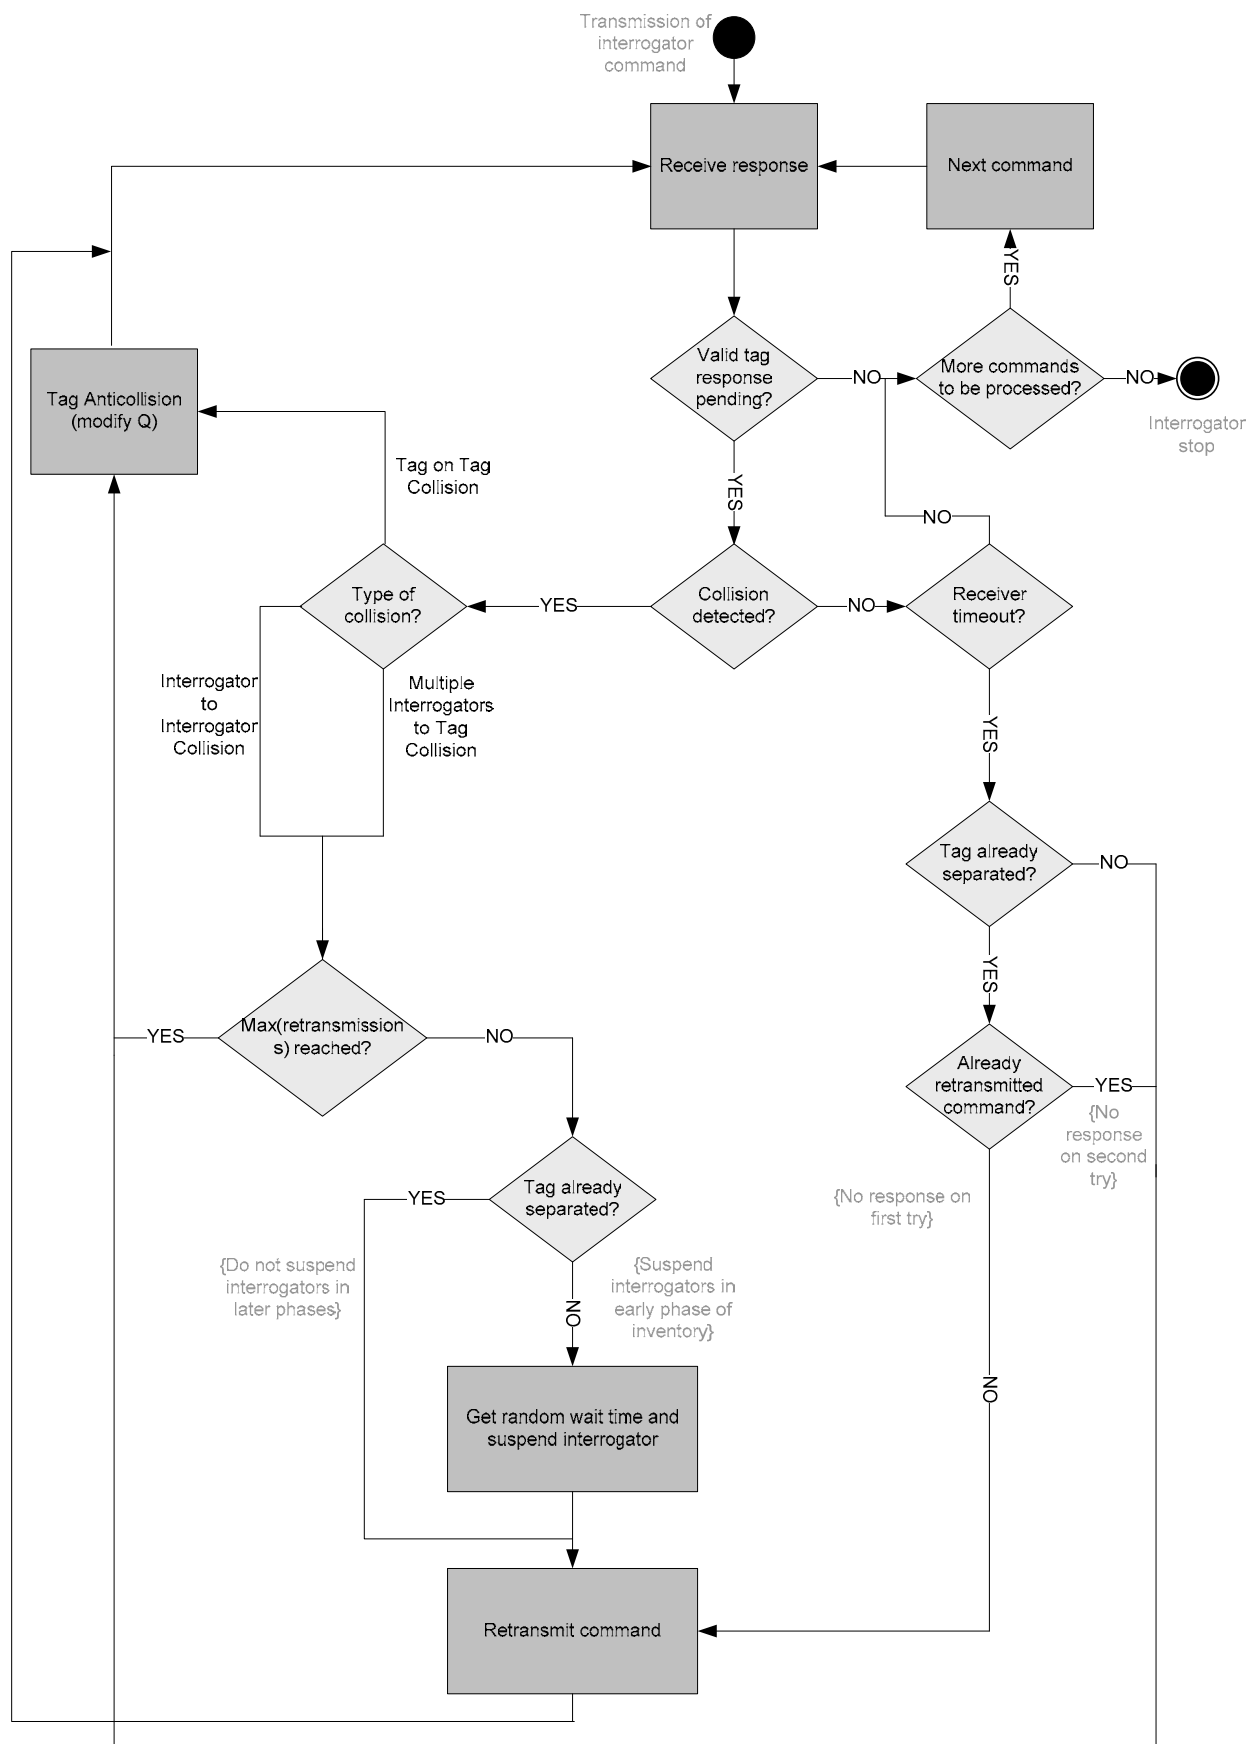 Transmission of
interrogator
command
Receive response
Next command
YES
Valid tag
response
pending?
NO
More commands
to be processed?
NO
Interrogator
stop
Tag Anticollision
(modify Q)
Tag on Tag
Collision
YES
NO
Type of
collision?
YES
Collision
detected?
NO
Receiver
timeout?
Interrogator
to
Interrogator
Collision
Multiple
Interrogators
to Tag
Collision
YES
Tag already
separated?
NO
YES
YES
Max(retransmission
s) reached?
NO
Already
retransmitted
command?
YES
{No
response
on second
try}
YES
Tag already
separated?
{No response on
first try}
{Do not suspend
interrogators in
later phases}
NO
{Suspend
interrogators in
early phase of
inventory}
NO
Get random wait time and
suspend interrogator
Retransmit command